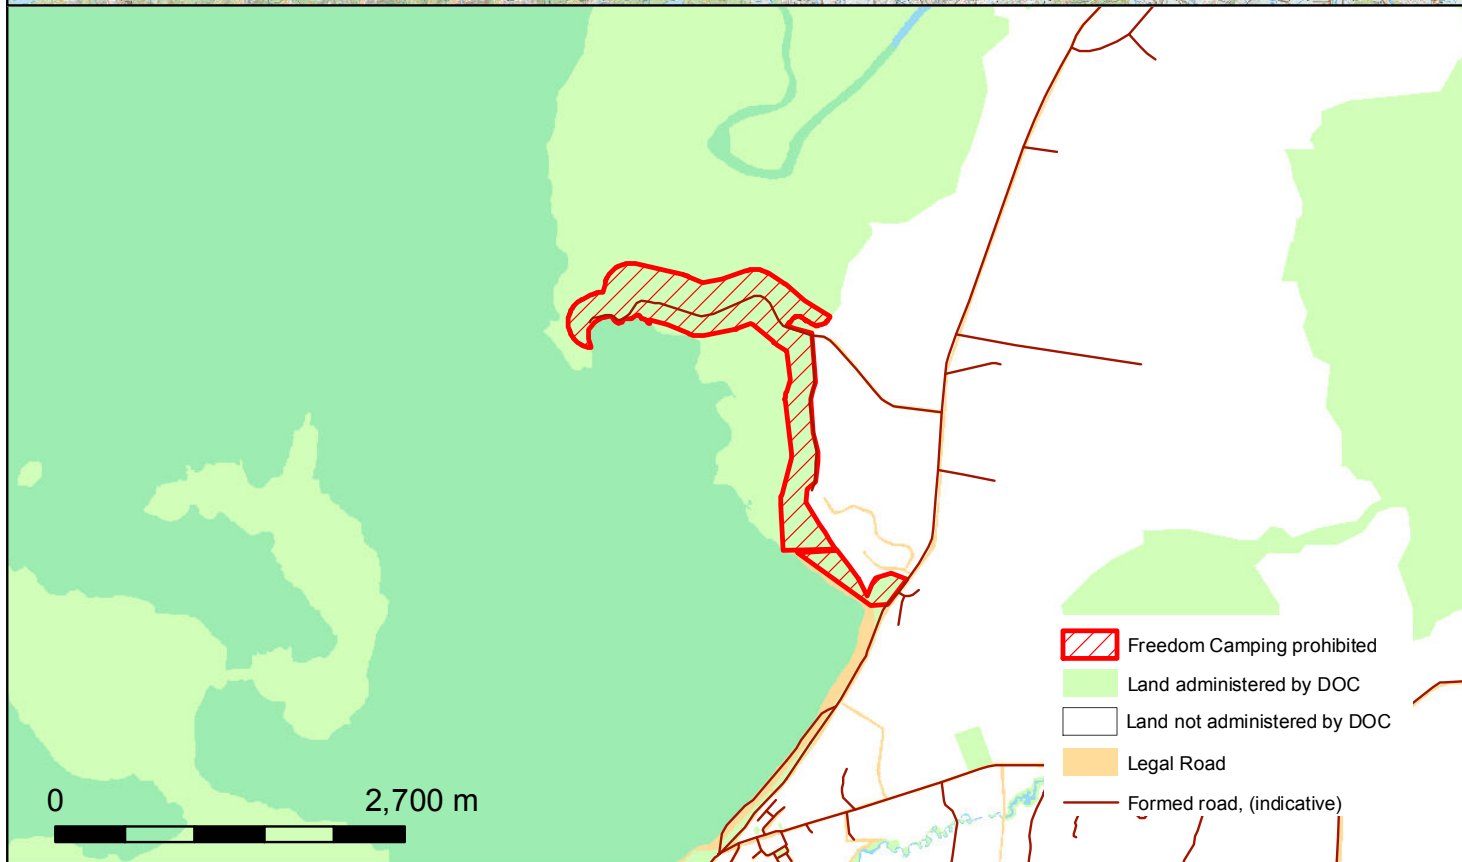 Freedom Camping prohibited
Land administered by DOC
Land not administered by DOC
Legal Road
Formed road, (indicative)
0 2,700 m